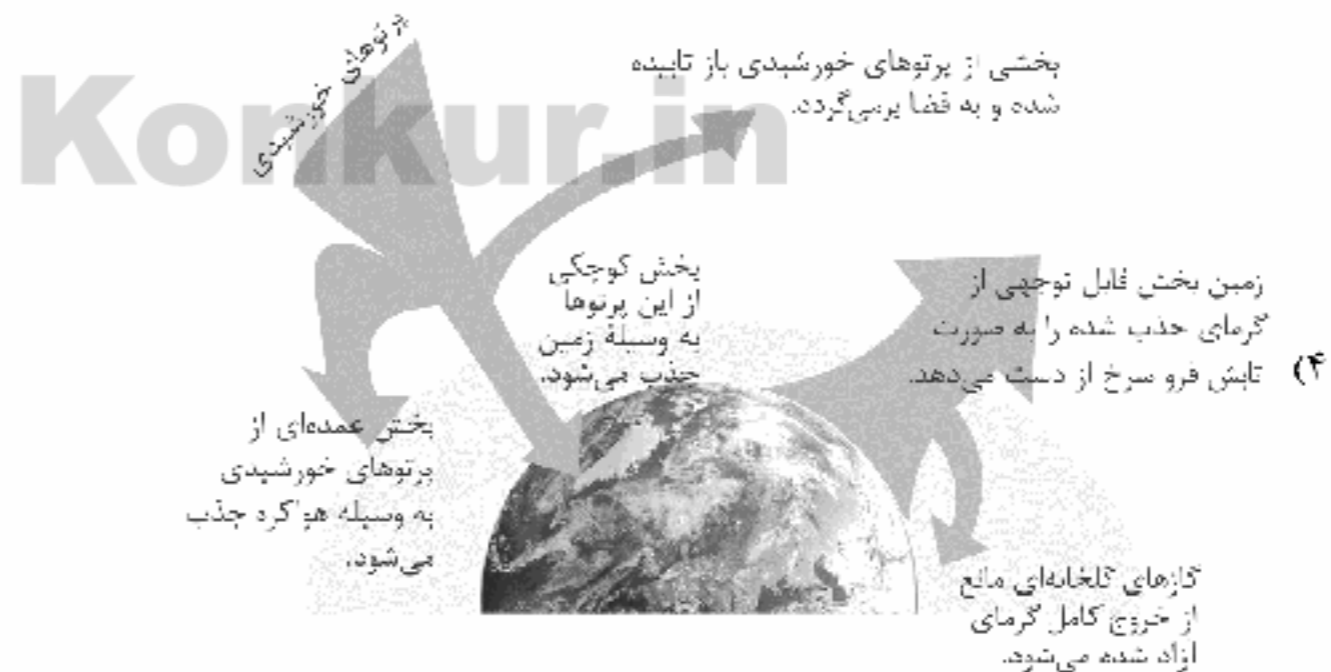 پرتوهای خورشیدی
Konkur.in
بخشی از پرتوهای خورشیدی باز تابیده
شده و به فضا برمی‌گردد.
بخش کوچکی
از این پرتوها
به وسیلهٔ زمین
جذب می‌شود.
زمین بخش قابل توجهی از
گرمای جذب شده را به صورت
۴) تابش فرو سرخ از دست می‌دهد.
بخش عمده‌ای از
پرتوهای خورشیدی
به وسیله هواکره جذب
می‌شود.
گازهای گلخانه‌ای مانع
از خروج کامل گرمای
آزاد شده می‌شود.